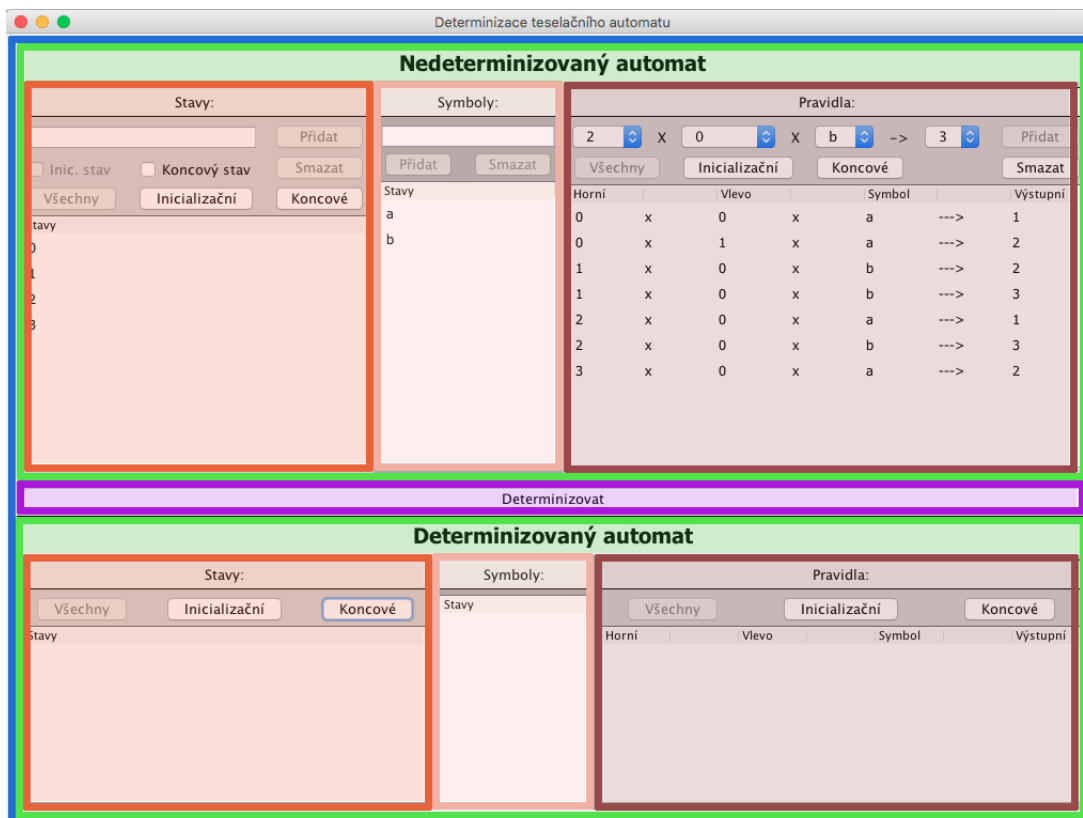 Determinizace teselačního automatu
Nedeterminizovaný automat
Stavy:
Přidat
Inic. stav Koncový stav Smazat
Všechny Inicializační Koncové
Stavy
0
1
2
3
Symboly:
Přidat Smazat
Stavy
a
b
Pravidla:
2 X 0 X b -> 3 Přidat
Všechny Inicializační Koncové Smazat
Horní Vlevo Symbol Výstupní
0 x 0 x a ---> 1
0 x 1 x a ---> 2
1 x 0 x b ---> 2
1 x 0 x b ---> 3
2 x 0 x a ---> 1
2 x 0 x b ---> 3
3 x 0 x a ---> 2
Determinizovat
Determinizovaný automat
Stavy:
Všechny Inicializační Koncové
Stavy
Symboly:
Stavy
Pravidla:
Všechny Inicializační Koncové
Horní Vlevo Symbol Výstupní